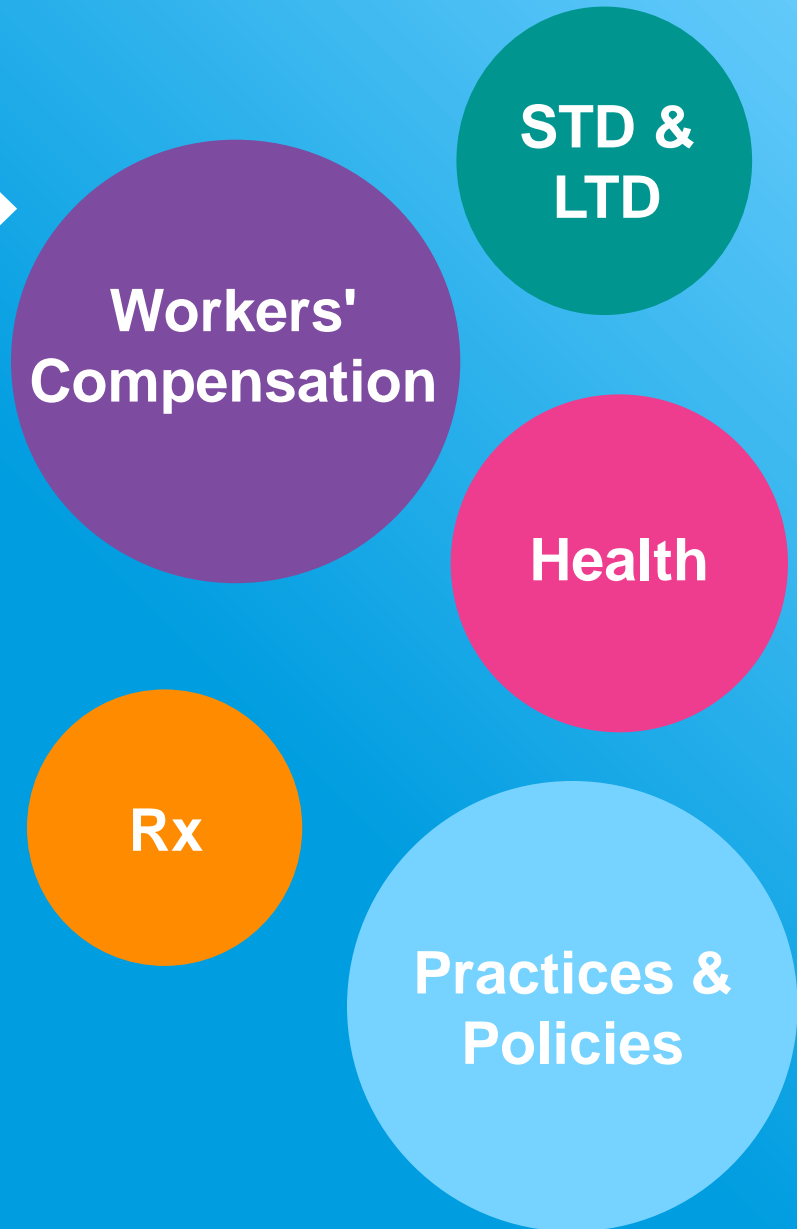 STD &
LTD
Workers'
Compensation
Health
Rx
Practices &
Policies